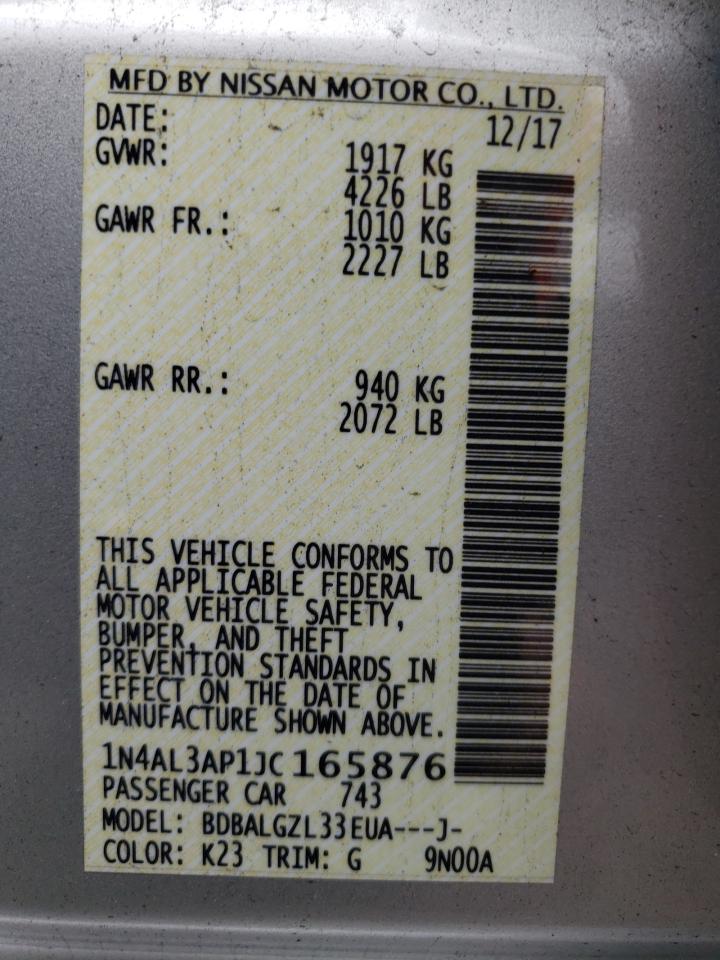 MFD BY NISSAN MOTOR CO., LTD.
DATE: 12/17
GVWR: 1917 KG
4226 LB
GAWR FR.: 1010 KG
2227 LB
GAWR RR.: 940 KG
2072 LB
THIS VEHICLE CONFORMS TO
ALL APPLICABLE FEDERAL
MOTOR VEHICLE SAFETY,
BUMPER, AND THEFT
PREVENTION STANDARDS IN
EFFECT ON THE DATE OF
MANUFACTURE SHOWN ABOVE.
1N4AL3AP1JC165876
PASSENGER CAR 743
MODEL: BDBALGZL33EUA---J-
COLOR: K23 TRIM: G 9N00A